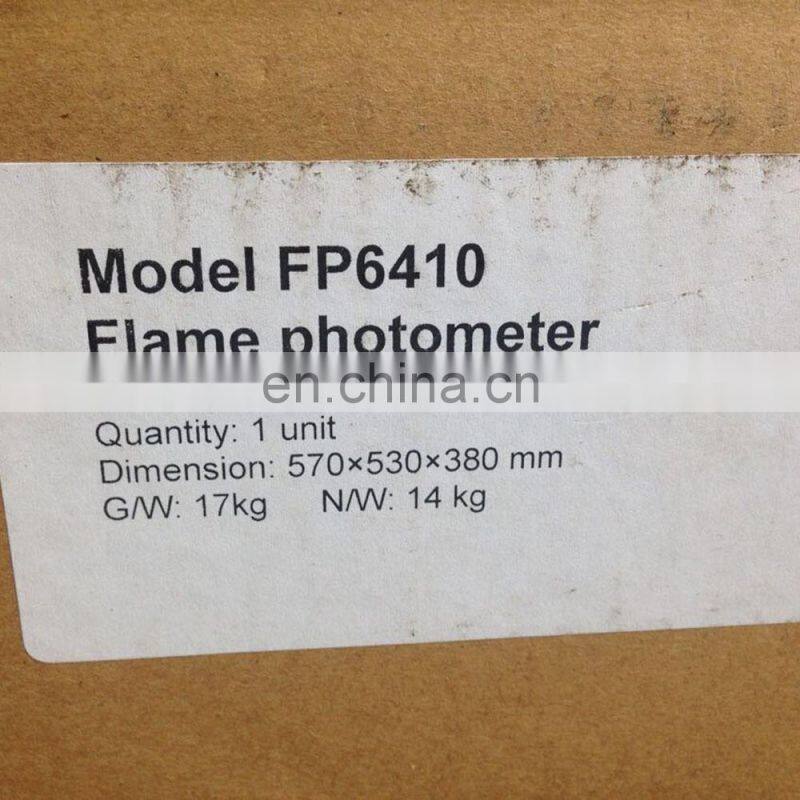 Model FP6410
Flame photometer
en.china.cn
Quantity: 1 unit
Dimension: 570×530×380 mm
G/W: 17kg N/W: 14 kg